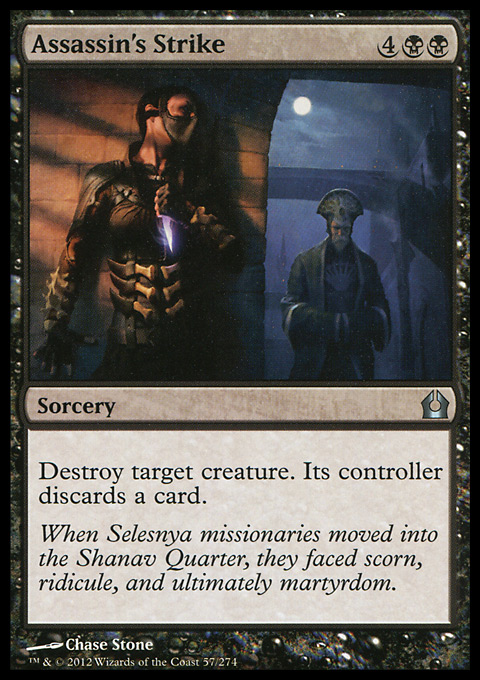 Assassin's Strike 4
Sorcery
Destroy target creature. Its controller
discards a card.
When Selesnya missionaries moved into
the Shanav Quarter, they faced scorn,
ridicule, and ultimately martyrdom.
Chase Stone
™ & © 2012 Wizards of the Coast 57/274